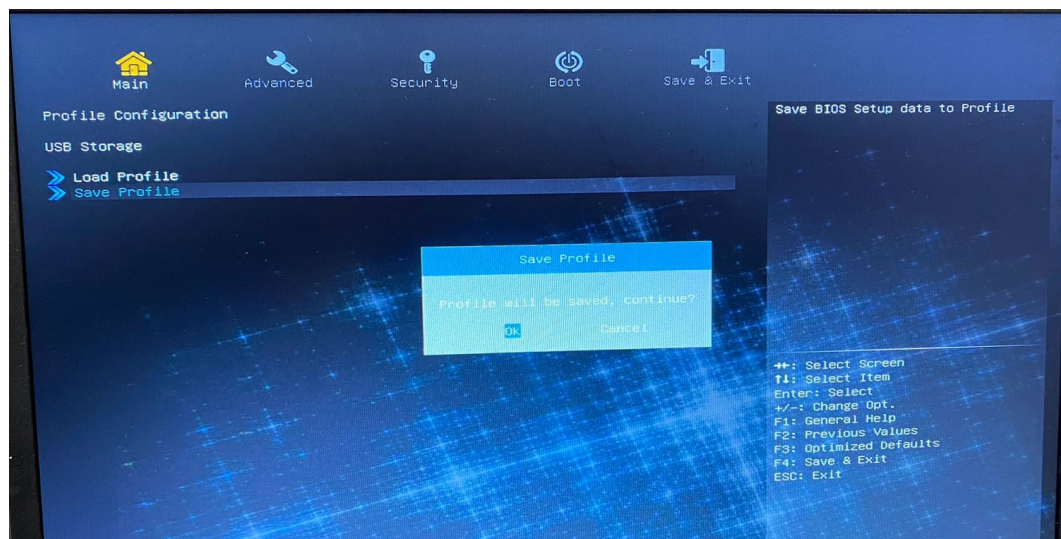 Main Advanced Security Boot Save & Exit
Profile Configuration
USB Storage
Load Profile
Save Profile
Save Profile
Profile will be saved, continue?
Ok Cancel
Save BIOS Setup data to Profile
→←: Select Screen
↑↓: Select Item
Enter: Select
+/-: Change Opt.
F1: General Help
F2: Previous Values
F3: Optimized Defaults
F4: Save & Exit
ESC: Exit